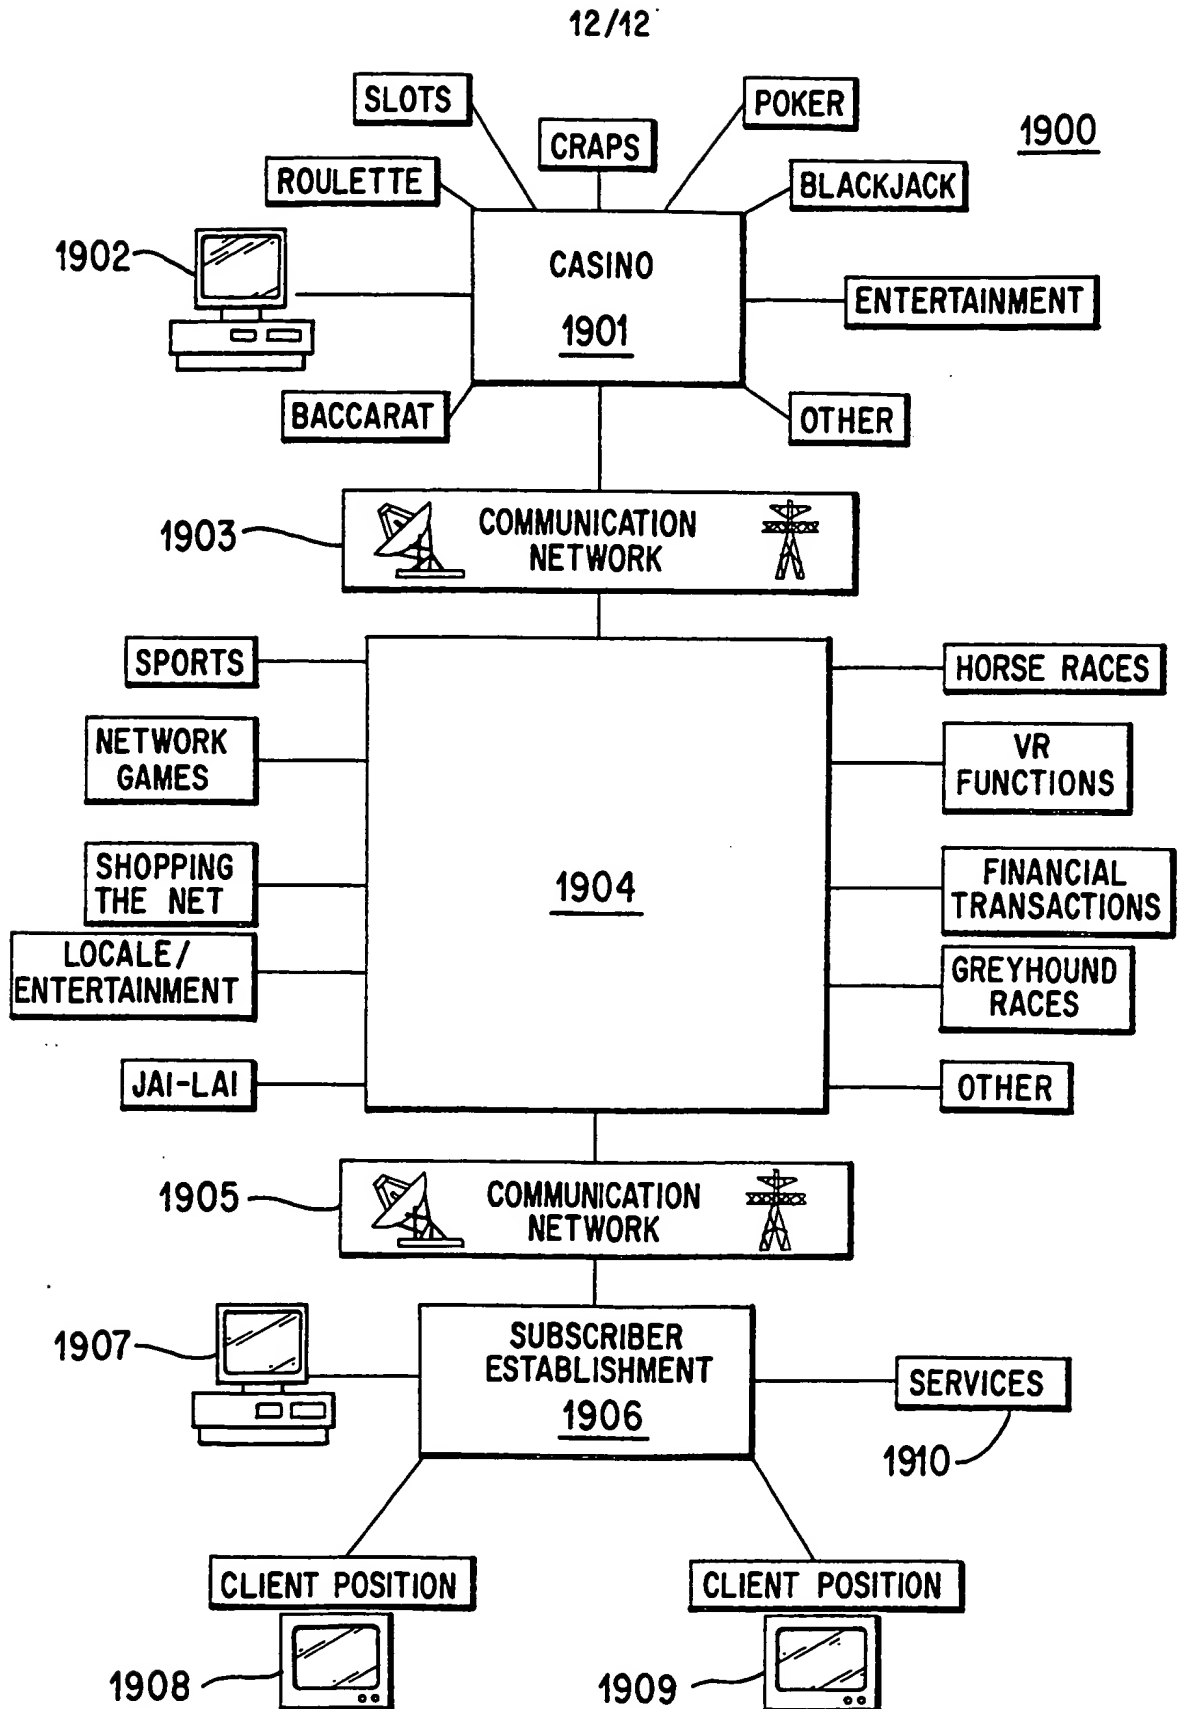 12/12
SLOTS
POKER
CRAPS
1900
ROULETTE
BLACKJACK
1902
CASINO
ENTERTAINMENT
1901
BACCARAT
OTHER
1903
COMMUNICATION
NETWORK
SPORTS
HORSE RACES
NETWORK
GAMES
VR
FUNCTIONS
SHOPPING
THE NET
1904
FINANCIAL
TRANSACTIONS
LOCALE/
ENTERTAINMENT
GREYHOUND
RACES
JAI-LAI
OTHER
1905
COMMUNICATION
NETWORK
1907
SUBSCRIBER
ESTABLISHMENT
1906
SERVICES
1910
CLIENT POSITION
CLIENT POSITION
1908
1909